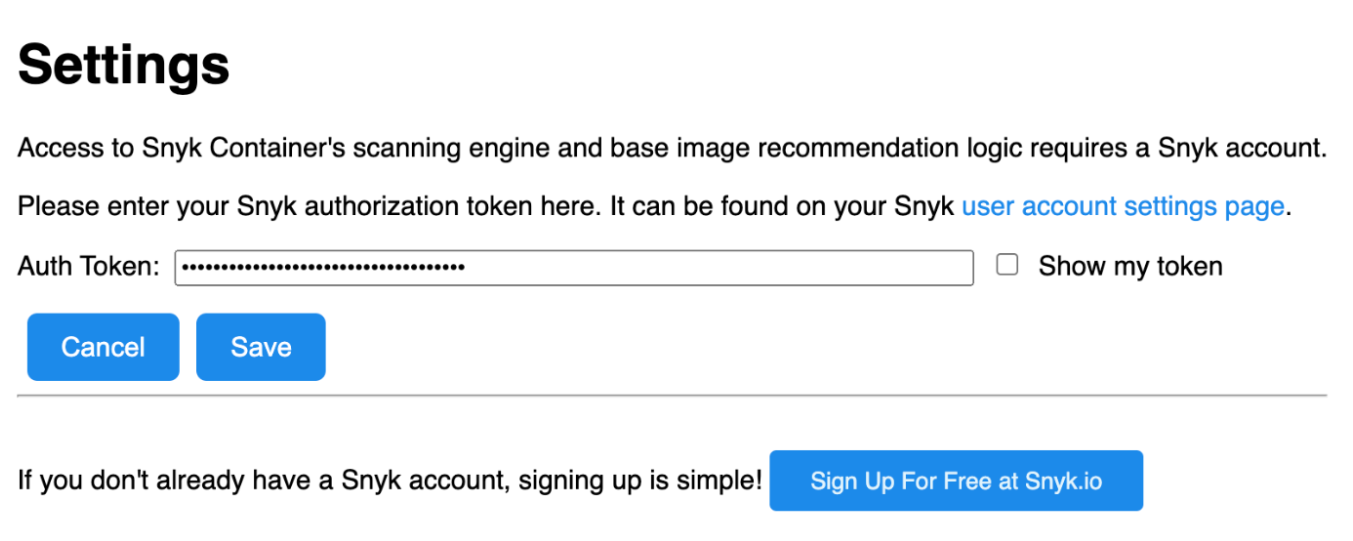 Settings
Access to Snyk Container's scanning engine and base image recommendation logic requires a Snyk account.
Please enter your Snyk authorization token here. It can be found on your Snyk user account settings page.
Auth Token: •••••••••••••••••••••••••••••••••••• Show my token
Cancel Save
If you don't already have a Snyk account, signing up is simple! Sign Up For Free at Snyk.io